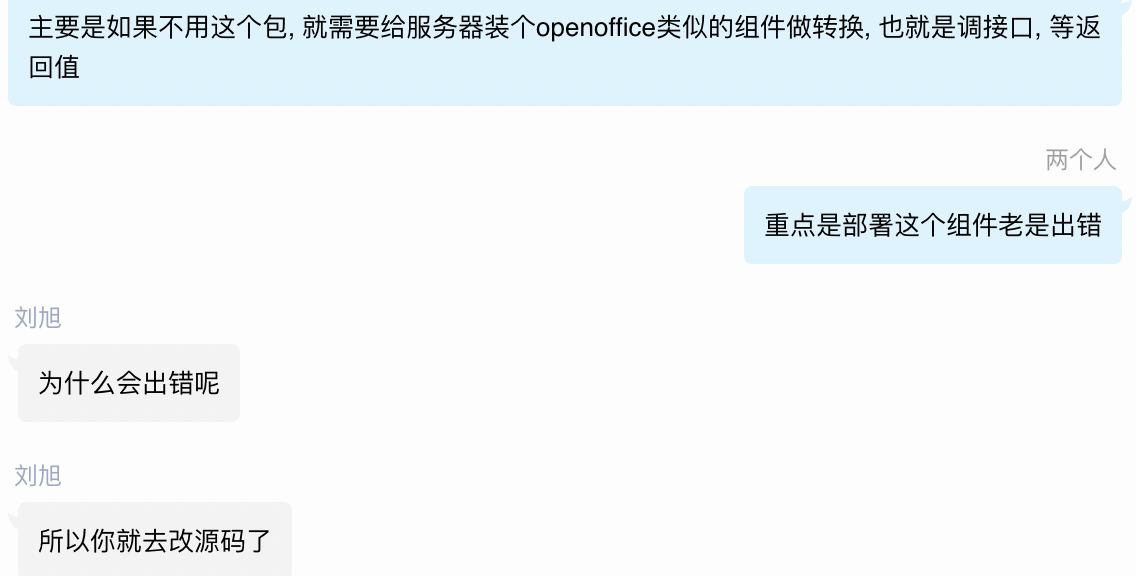 主要是如果不用这个包, 就需要给服务器装个openoffice类似的组件做转换, 也就是调接口, 等返
回值
两个人
重点是部署这个组件老是出错
刘旭
为什么会出错呢
刘旭
所以你就去改源码了